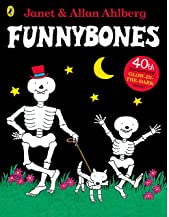 Janet & Allan Ahlberg
FUNNYBONES
40th
GLOW-IN-
THE-DARK